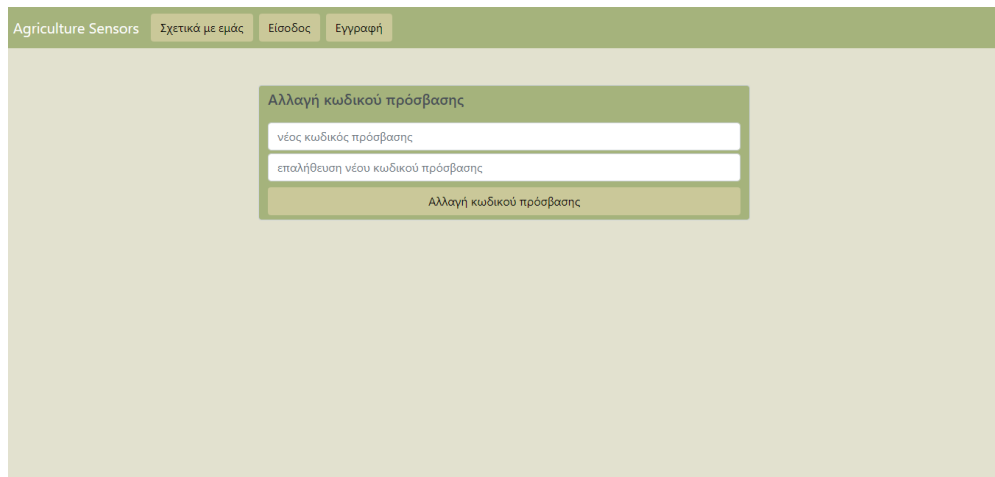 Agriculture Sensors Σχετικά με εμάς Είσοδος Εγγραφή
Αλλαγή κωδικού πρόσβασης
νέος κωδικός πρόσβασης
επαλήθευση νέου κωδικού πρόσβασης
Αλλαγή κωδικού πρόσβασης